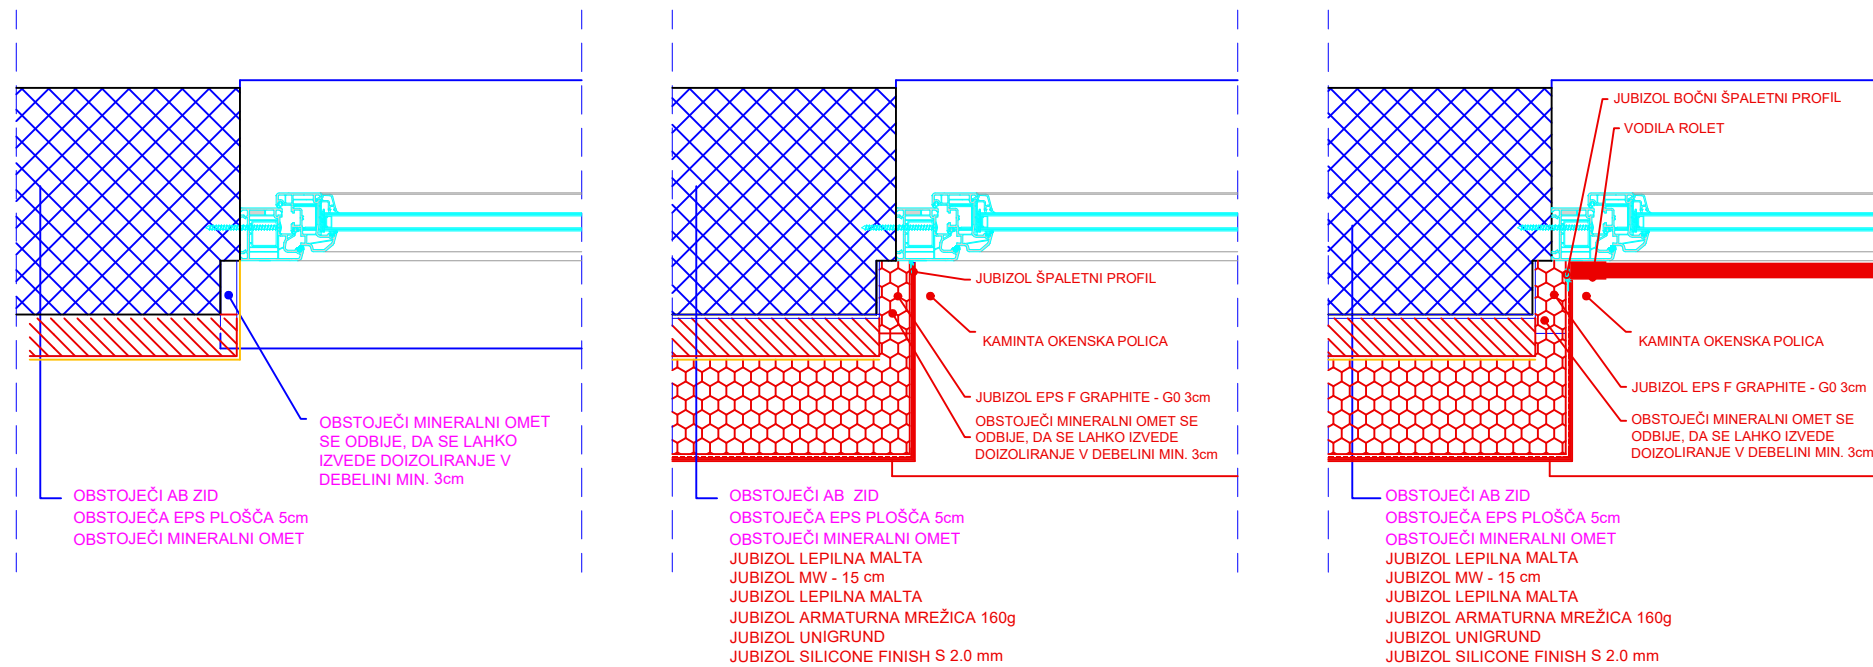 OBSTOJEČI MINERALNI OMET
SE ODBIJE, DA SE LAHKO
IZVEDE DOIZOLIRANJE V
DEBELINI MIN. 3cm
OBSTOJEČI AB ZID
OBSTOJEČA EPS PLOŠČA 5cm
OBSTOJEČI MINERALNI OMET
JUBIZOL ŠPALETNI PROFIL
KAMINTA OKENSKA POLICA
JUBIZOL EPS F GRAPHITE - G0 3cm
OBSTOJEČI MINERALNI OMET SE
ODBIJE, DA SE LAHKO IZVEDE
DOIZOLIRANJE V DEBELINI MIN. 3cm
OBSTOJEČI AB ZID
OBSTOJEČA EPS PLOŠČA 5cm
OBSTOJEČI MINERALNI OMET
JUBIZOL LEPILNA MALTA
JUBIZOL MW - 15 cm
JUBIZOL LEPILNA MALTA
JUBIZOL ARMATURNA MREŽICA 160g
JUBIZOL UNIGRUND
JUBIZOL SILICONE FINISH S 2.0 mm
JUBIZOL BOČNI ŠPALETNI PROFIL
VODILA ROLET
KAMINTA OKENSKA POLICA
JUBIZOL EPS F GRAPHITE - G0 3cm
OBSTOJEČI MINERALNI OMET SE
ODBIJE, DA SE LAHKO IZVEDE
DOIZOLIRANJE V DEBELINI MIN. 3cm
OBSTOJEČI AB ZID
OBSTOJEČA EPS PLOŠČA 5cm
OBSTOJEČI MINERALNI OMET
JUBIZOL LEPILNA MALTA
JUBIZOL MW - 15 cm
JUBIZOL LEPILNA MALTA
JUBIZOL ARMATURNA MREŽICA 160g
JUBIZOL UNIGRUND
JUBIZOL SILICONE FINISH S 2.0 mm